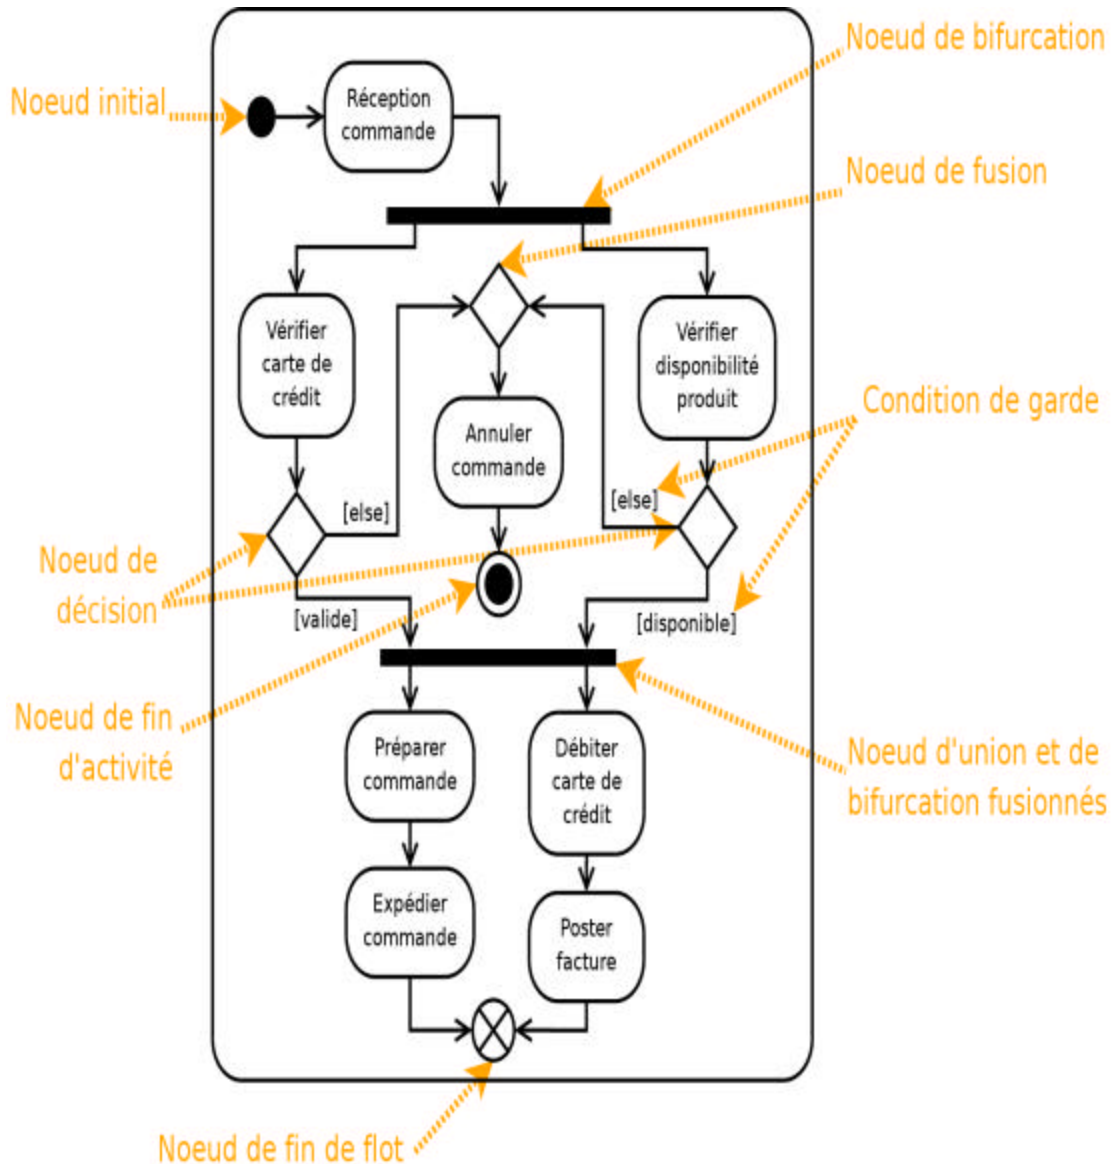 Noeud de bifurcation
Noeud initial
Réception
commande
Noeud de fusion
Vérifier
carte de
crédit
Vérifier
disponibilité
produit
Condition de garde
Annuler
commande
[else]
[else]
Noeud de
décision
[valide]
[disponible]
Noeud de fin
d'activité
Préparer
commande
Débiter
carte de
crédit
Noeud d'union et de
bifurcation fusionnés
Expédier
commande
Poster
facture
Noeud de fin de flot